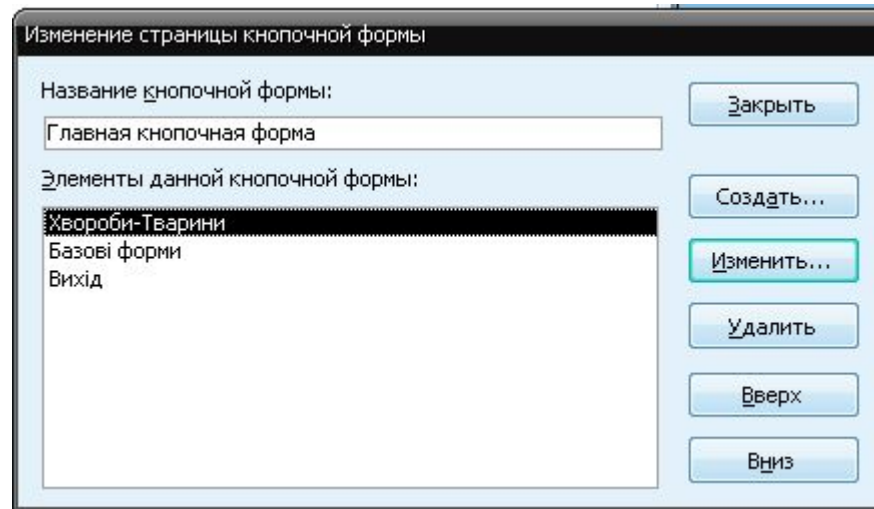 Изменение страницы кнопочной формы
Название кнопочной формы:
Закрыть
Главная кнопочная форма
Элементы данной кнопочной формы:
Создать...
Хвороби-Тварини
Базові форми
Изменить...
Вихід
Удалить
Вверх
Вниз